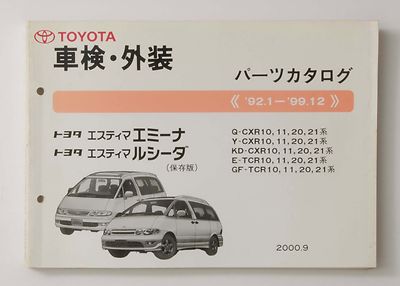 TOYOTA
車検・外装
パーツカタログ
《 '92.1－'99.12 》
トヨタ エスティマ エミーナ
トヨタ エスティマ ルシーダ
(保存版)
Q-CXR10, 11, 20, 21系
Y-CXR10, 11, 20, 21系
KD-CXR10, 11, 20, 21系
E-TCR10, 11, 20, 21系
GF-TCR10, 11, 20, 21系
2000.9